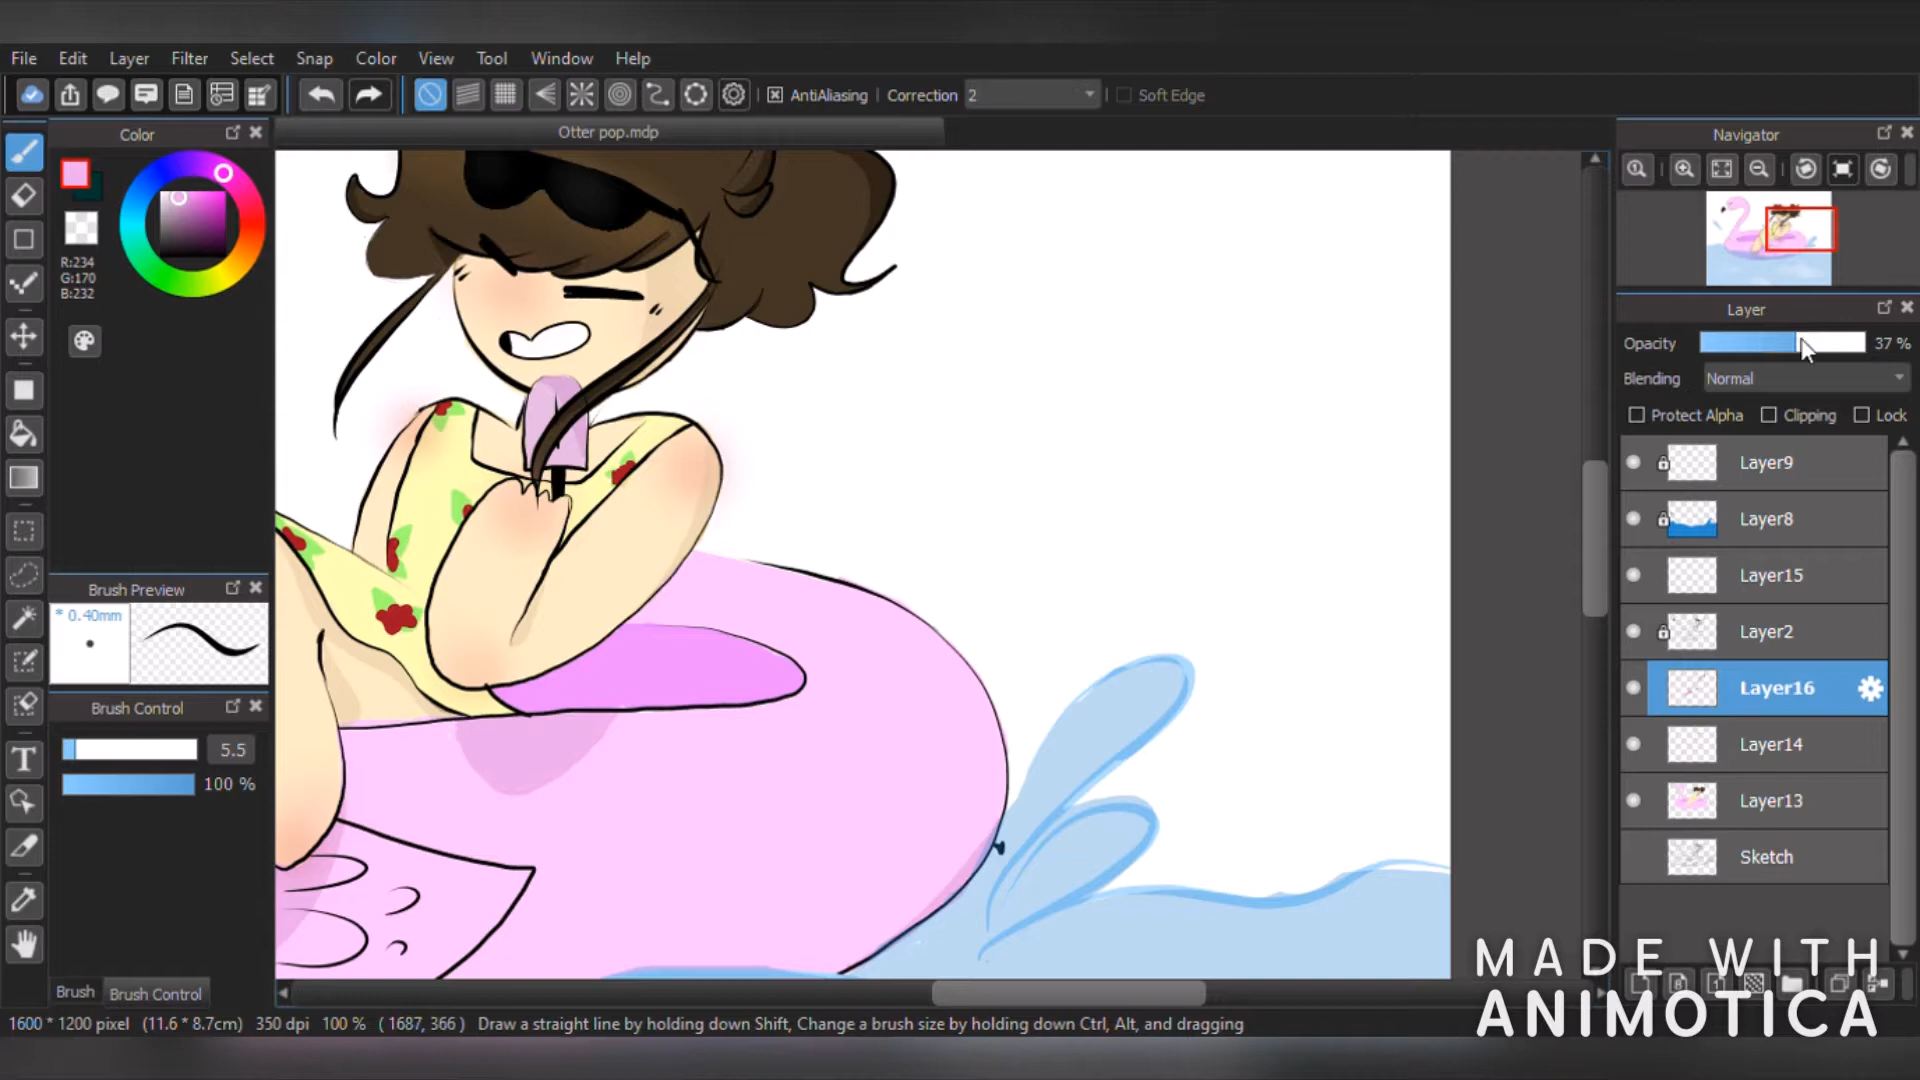 File Edit Layer Filter Select Snap Color View Tool Window Help
AntiAliasing Correction 2 Soft Edge
Color
Otter pop.mdp
Navigator
R:234
G:170
B:232
Layer
Opacity 37 %
Blending Normal
Protect Alpha Clipping Lock
Layer9
Layer8
Layer15
Layer2
Layer16
Layer14
Layer13
Sketch
Brush Preview
* 0.40mm
Brush Control
5.5
100 %
T
Brush Brush Control
1600 * 1200 pixel (11.6 * 8.7cm) 350 dpi 100 % ( 1687, 366 ) Draw a straight line by holding down Shift, Change a brush size by holding down Ctrl, Alt, and dragging
MADE WITH
ANIMOTICA